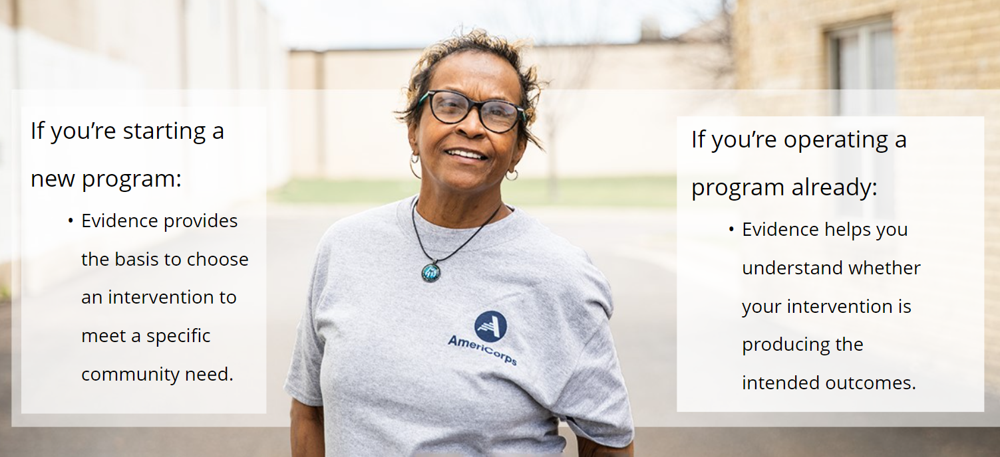 If you’re starting a
new program:
• Evidence provides
the basis to choose
an intervention to
meet a specific
community need.
AmeriCorps
If you’re operating a
program already:
• Evidence helps you
understand whether
your intervention is
producing the
intended outcomes.